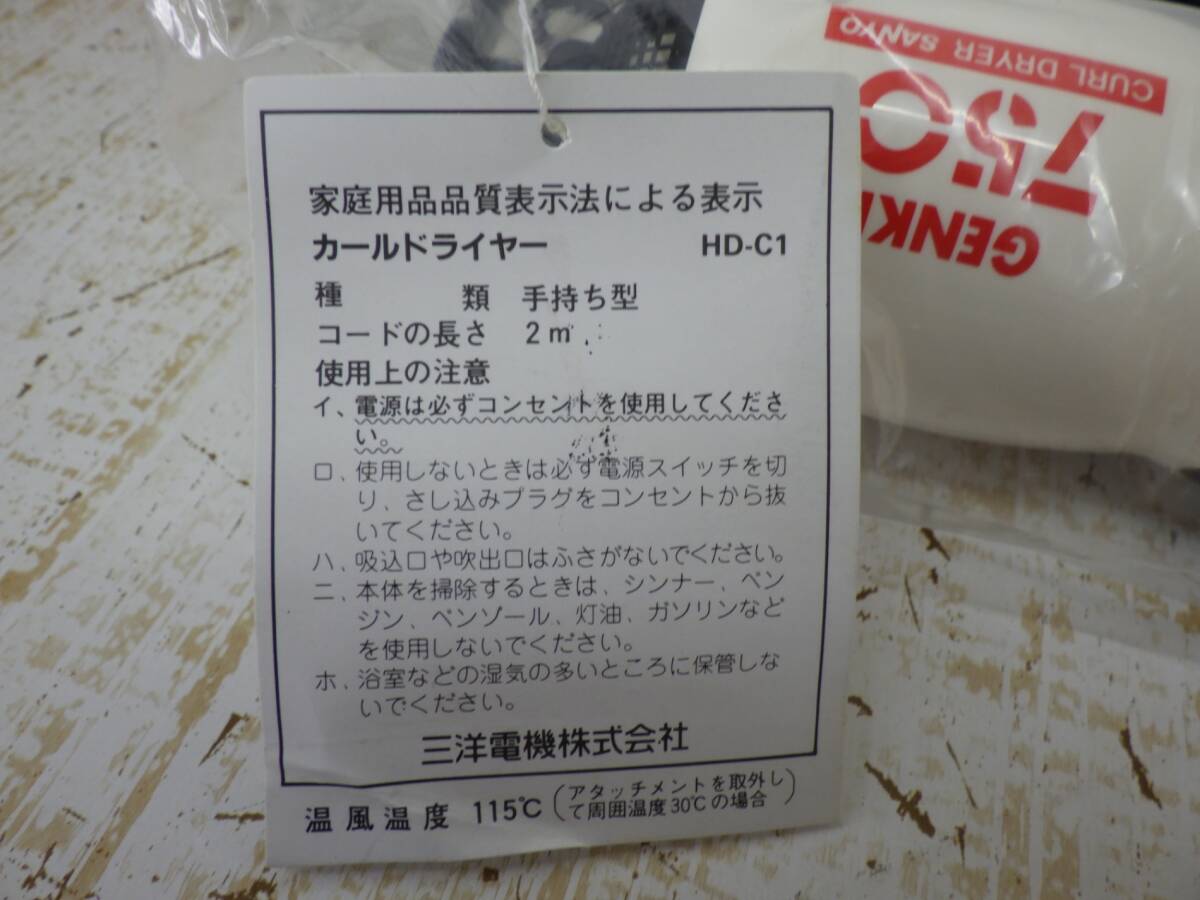 家庭用品品質表示法による表示
カールドライヤー HD-C1
種 類 手持ち型
コードの長さ 2m
使用上の注意
イ、電源は必ずコンセントを使用してくださ
い。
ロ、使用しないときは必ず電源スイッチを切
り、さし込みプラグをコンセントから抜
いてください。
ハ、吸込口や吹出口はふさがないでください。
ニ、本体を掃除するときは、シンナー、ベン
ジン、ベンゾール、灯油、ガソリンなど
を使用しないでください。
ホ、浴室などの湿気の多いところに保管しな
いでください。
三洋電機株式会社
温風温度 115℃ (アタッチメントを取外し
て周囲温度30℃の場合)
CURL DRYER SANYO
750
GENKI